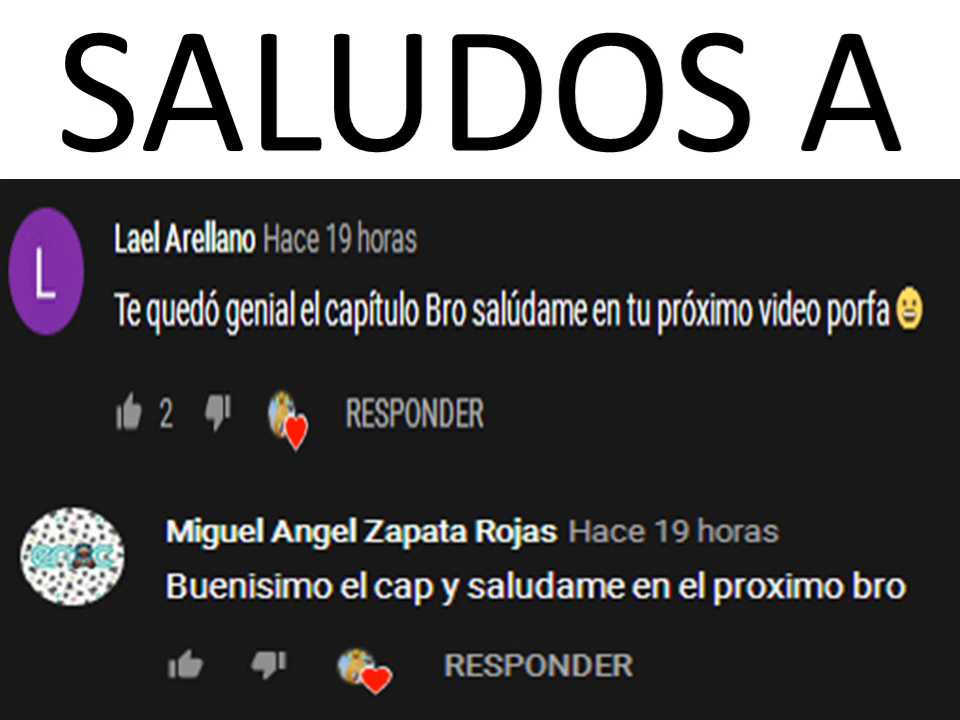 SALUDOS A
L
Lael Arellano Hace 19 horas
Te quedó genial el capítulo Bro salúdame en tu próximo video porfa😀
2 RESPONDER
Miguel Angel Zapata Rojas Hace 19 horas
Buenisimo el cap y saludame en el proximo bro
RESPONDER